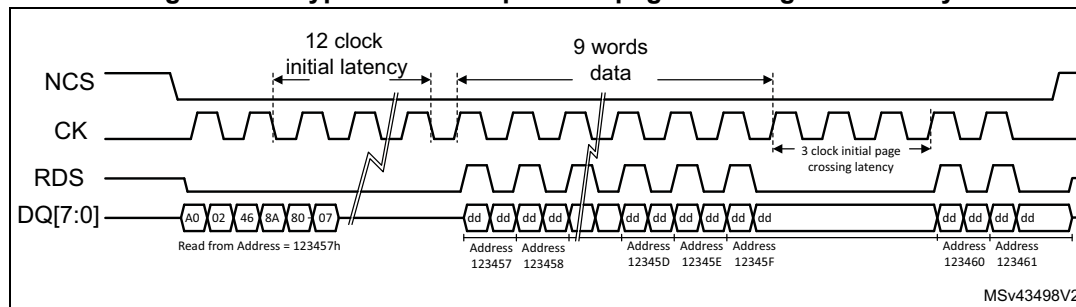 12 clock
initial latency
9 words
data
NCS
CK
3 clock initial page
crossing latency
RDS
DQ[7:0]
A0 02 46 8A 80 07
dd dd dd dd dd dd dd dd dd dd dd dd dd dd
Read from Address = 123457h
Address
123457
Address
123458
Address
12345D
Address
12345E
Address
12345F
Address
123460
Address
123461
MSv43498V2